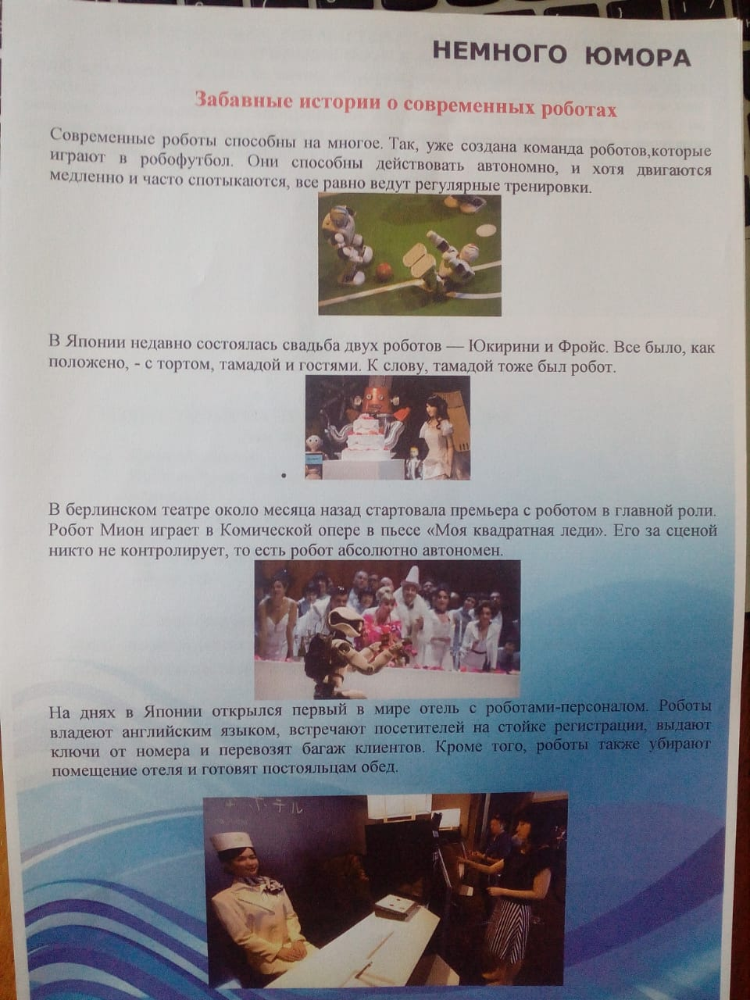 НЕМНОГО ЮМОРА
Забавные истории о современных роботах
Современные роботы способны на многое. Так, уже создана команда роботов,которые
играют в робофутбол. Они способны действовать автономно, и хотя двигаются
медленно и часто спотыкаются, все равно ведут регулярные тренировки.
В Японии недавно состоялась свадьба двух роботов — Юкирини и Фройс. Все было, как
положено, - с тортом, тамадой и гостями. К слову, тамадой тоже был робот.
В берлинском театре около месяца назад стартовала премьера с роботом в главной роли.
Робот Мион играет в Комической опере в пьесе «Моя квадратная леди». Его за сценой
никто не контролирует, то есть робот абсолютно автономен.
На днях в Японии открылся первый в мире отель с роботами-персоналом. Роботы
владеют английским языком, встречают посетителей на стойке регистрации, выдают
ключи от номера и перевозят багаж клиентов. Кроме того, роботы также убирают
помещение отеля и готовят постояльцам обед.